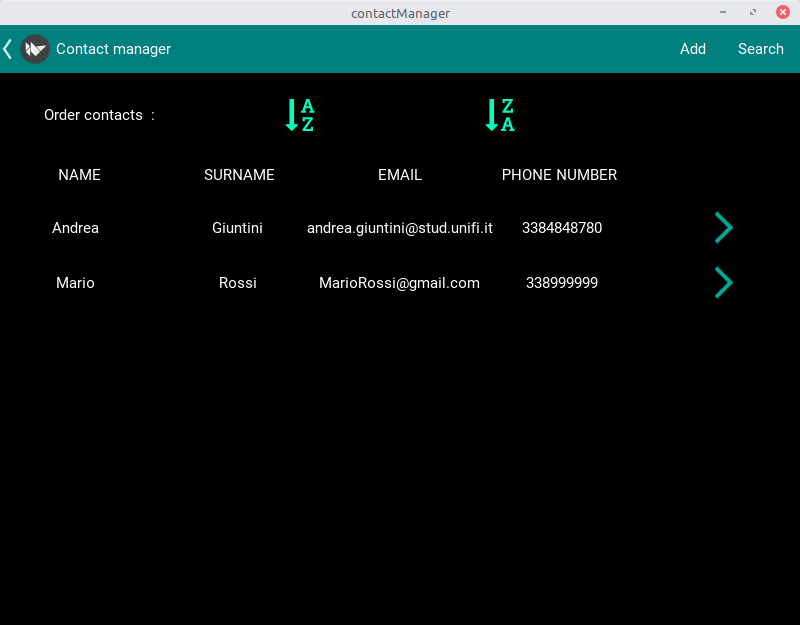 contactManager
Contact manager Add Search
Order contacts : A Z Z A
NAME SURNAME EMAIL PHONE NUMBER
Andrea Giuntini andrea.giuntini@stud.unifi.it 3384848780
Mario Rossi MarioRossi@gmail.com 338999999